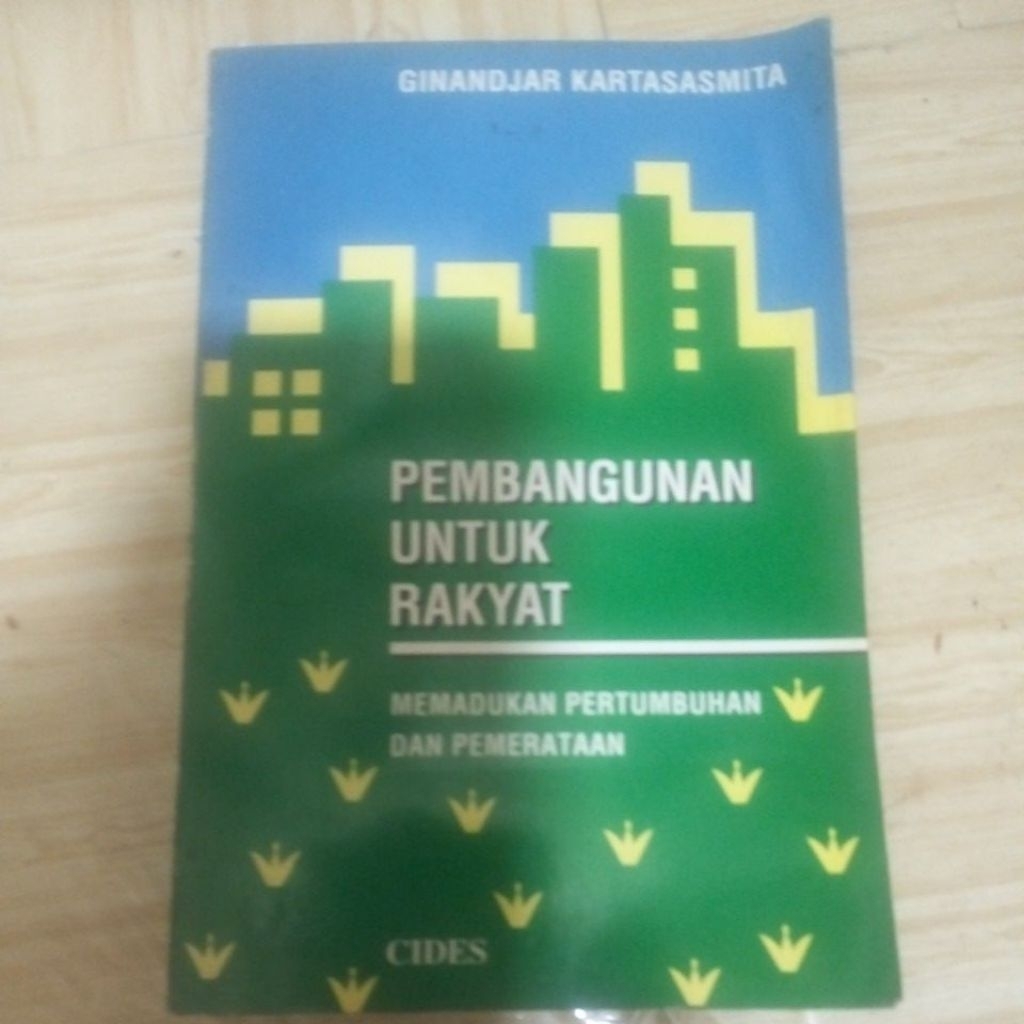 GINANDJAR KARTASASMITA
PEMBANGUNAN
UNTUK
RAKYAT
MEMADUKAN PERTUMBUHAN
DAN PEMERATAAN
CIDES